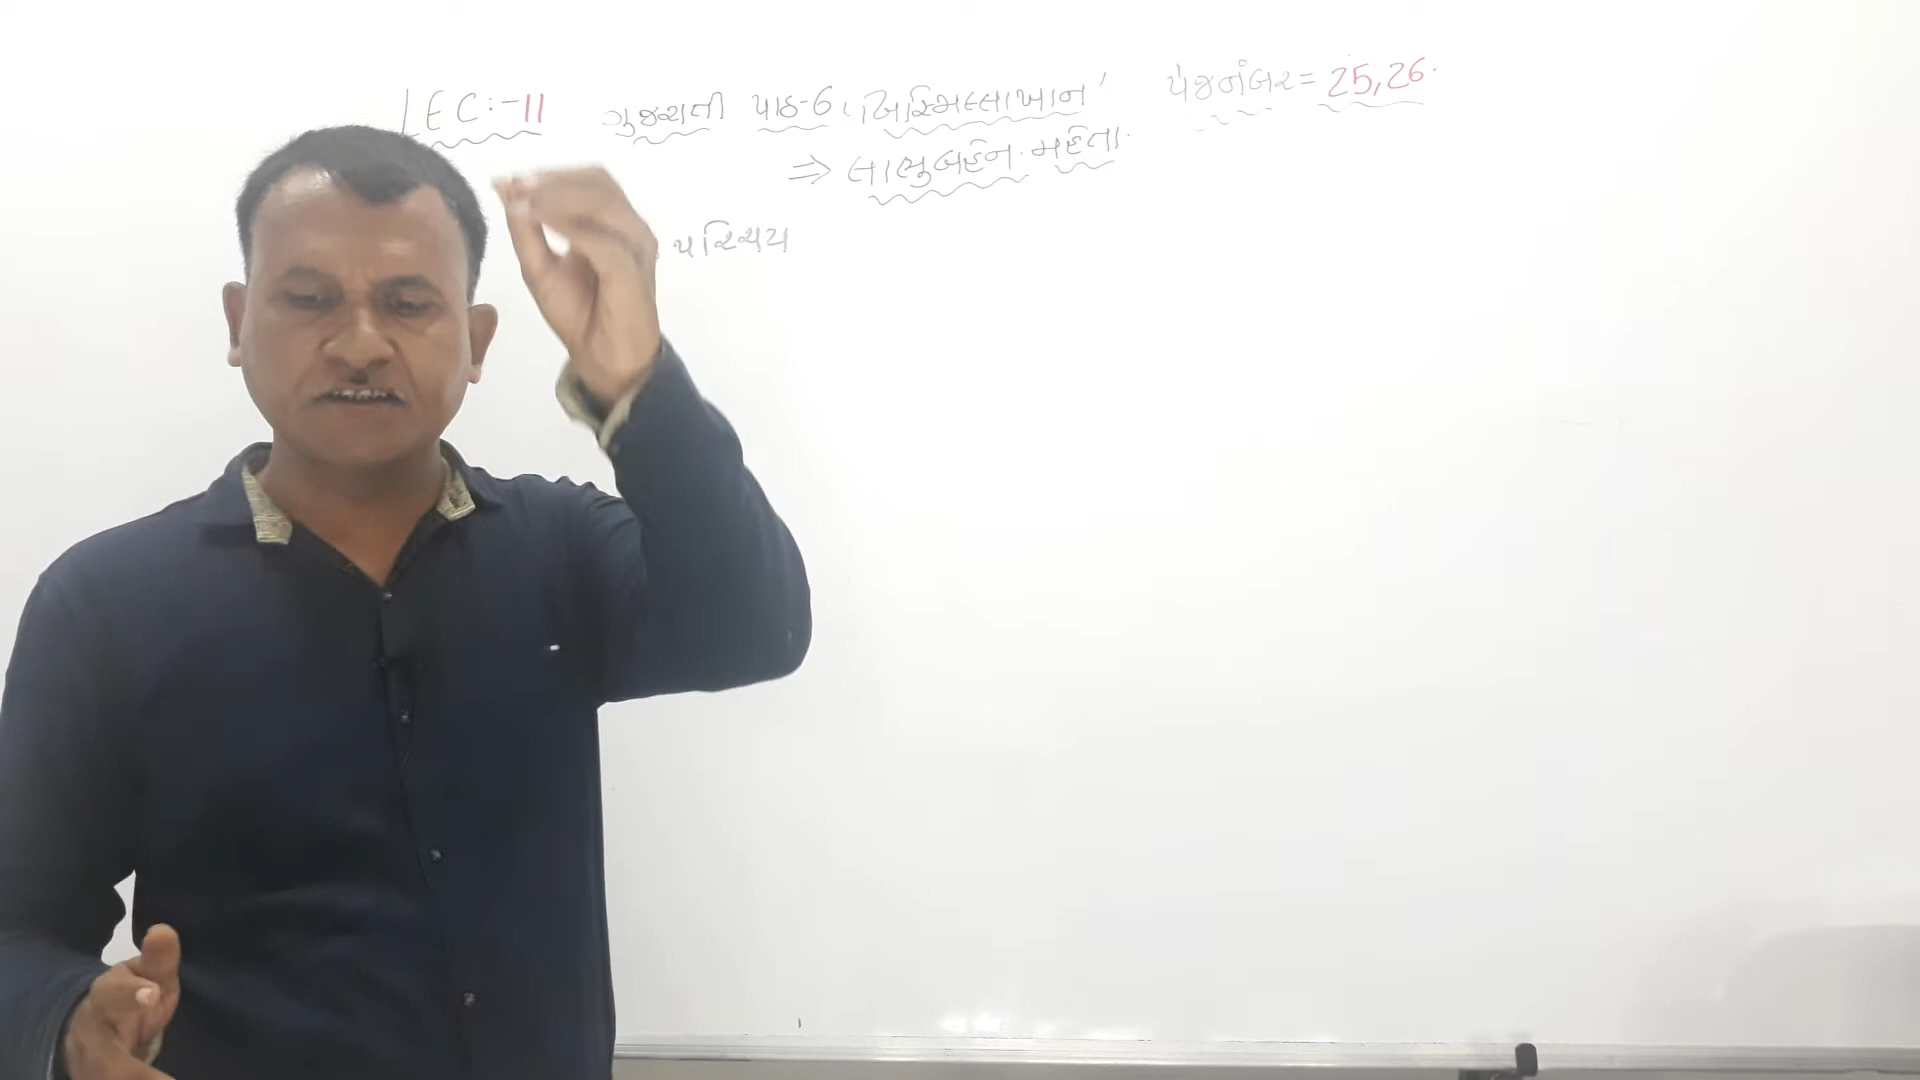 LEC:-11 ગુજરાતી પાઠ-6. 'બિસ્મિલ્લાખાન' પેજનંબર= 25,26.
⇒ લાભુબહેન. મહેતા.
પરિચય